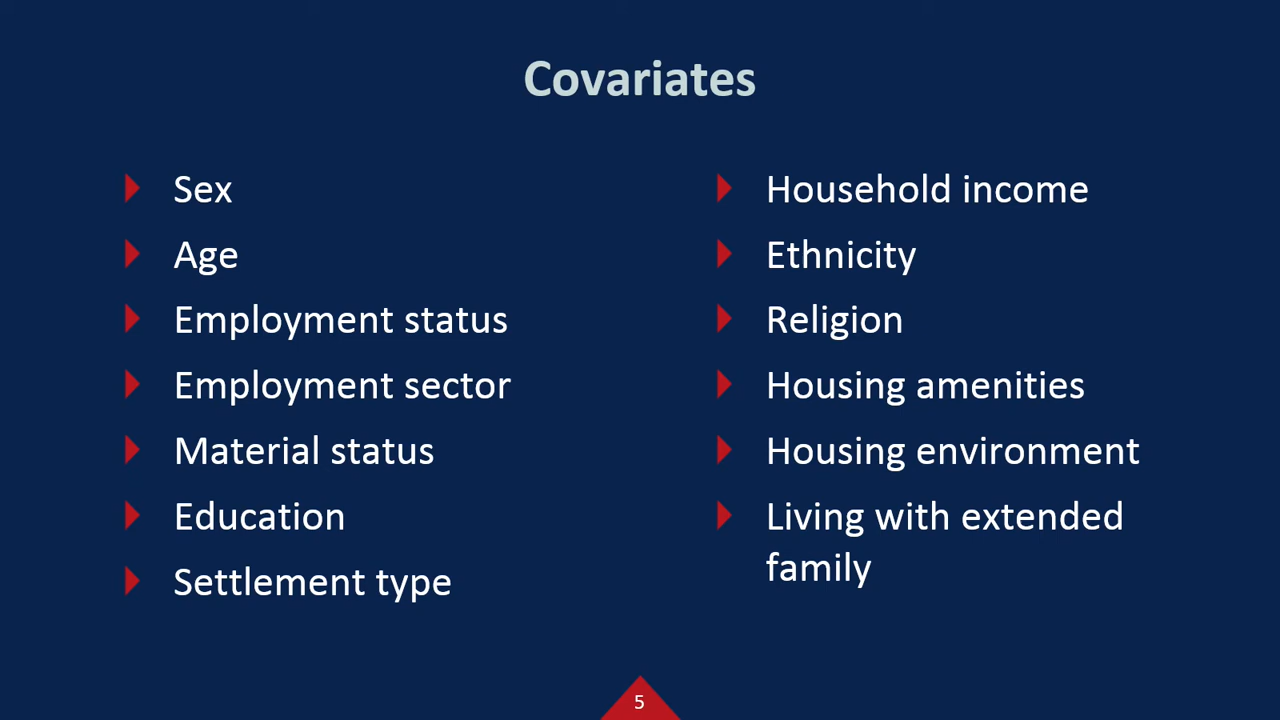 Covariates
Sex
Age
Employment status
Employment sector
Material status
Education
Settlement type
Household income
Ethnicity
Religion
Housing amenities
Housing environment
Living with extended
family
5